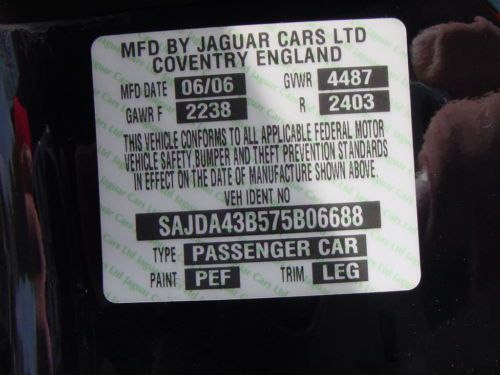 MFD BY JAGUAR CARS LTD
COVENTRY ENGLAND
MFD DATE 06/06 GVWR 4487
GAWR F 2238 R 2403
THIS VEHICLE CONFORMS TO ALL APPLICABLE FEDERAL MOTOR
VEHICLE SAFETY, BUMPER AND THEFT PREVENTION STANDARDS
IN EFFECT ON THE DATE OF MANUFACTURE SHOWN ABOVE.
VEH IDENT NO
SAJDA43B575B06688
TYPE PASSENGER CAR
PAINT PEF TRIM LEG